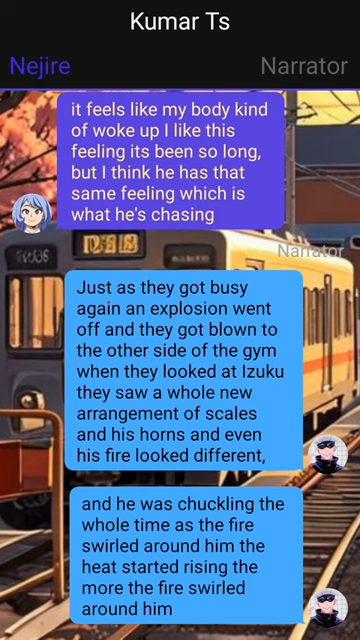 Kumar Ts
Nejire
Narrator
it feels like my body kind
of woke up I like this
feeling its been so long,
but I think he has that
same feeling which is
what he's chasing
Narrator
Just as they got busy
again an explosion went
off and they got blown to
the other side of the gym
when they looked at Izuku
they saw a whole new
arrangement of scales
and his horns and even
his fire looked different,
and he was chuckling the
whole time as the fire
swirled around him the
heat started rising the
more the fire swirled
around him